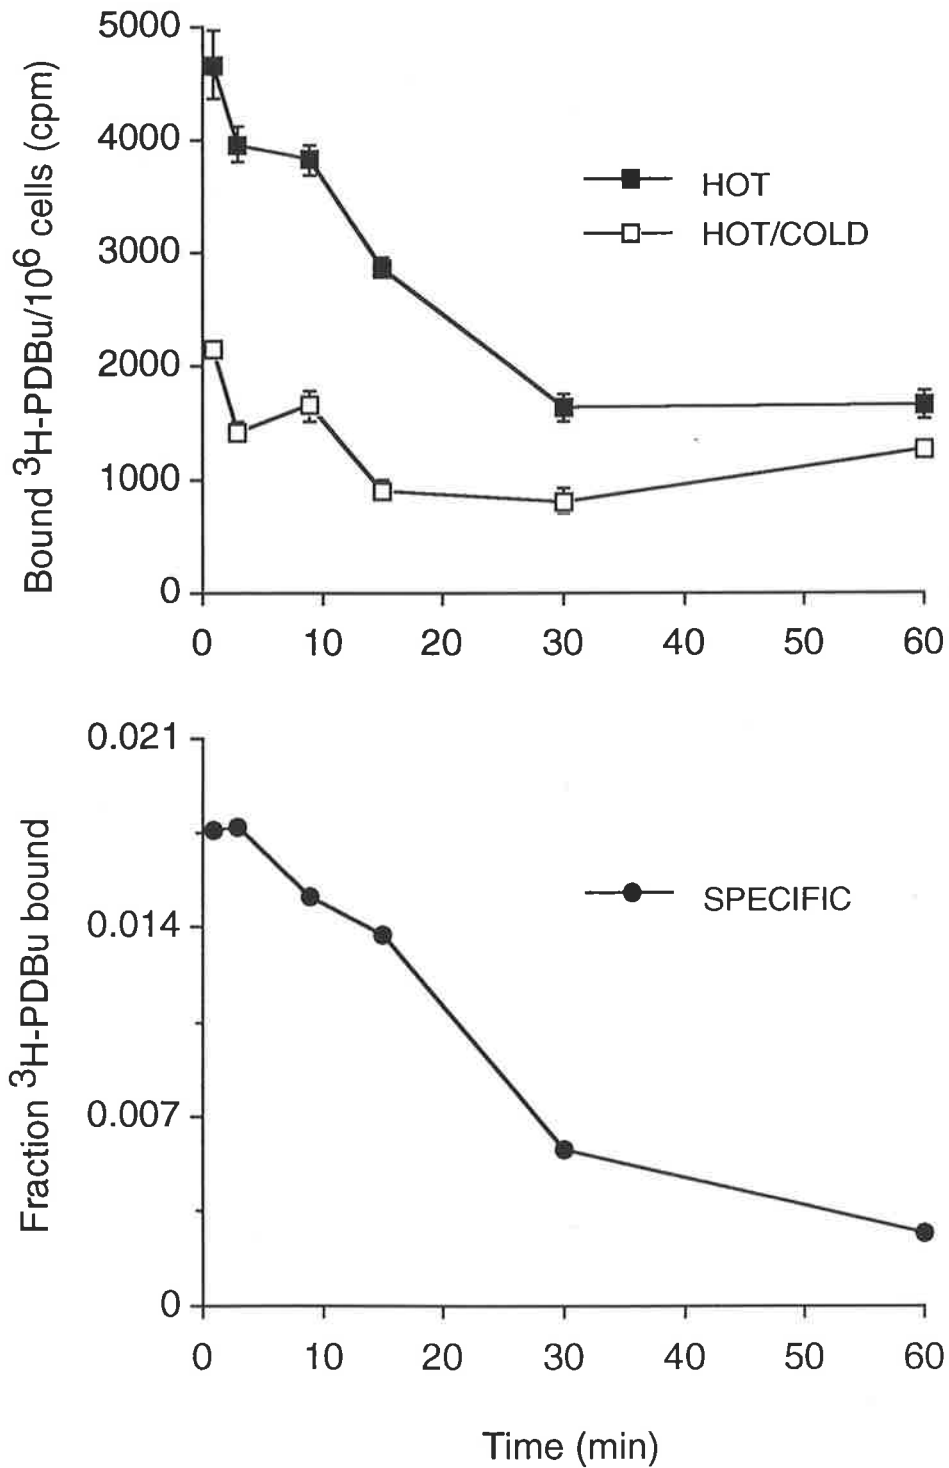 5000
4000
3000
2000
1000
0
Bound ³H-PDBu/10⁶ cells (cpm)
HOT
HOT/COLD
0 10 20 30 40 50 60
0.021
0.014
0.007
0
Fraction ³H-PDBu bound
SPECIFIC
0 10 20 30 40 50 60
Time (min)